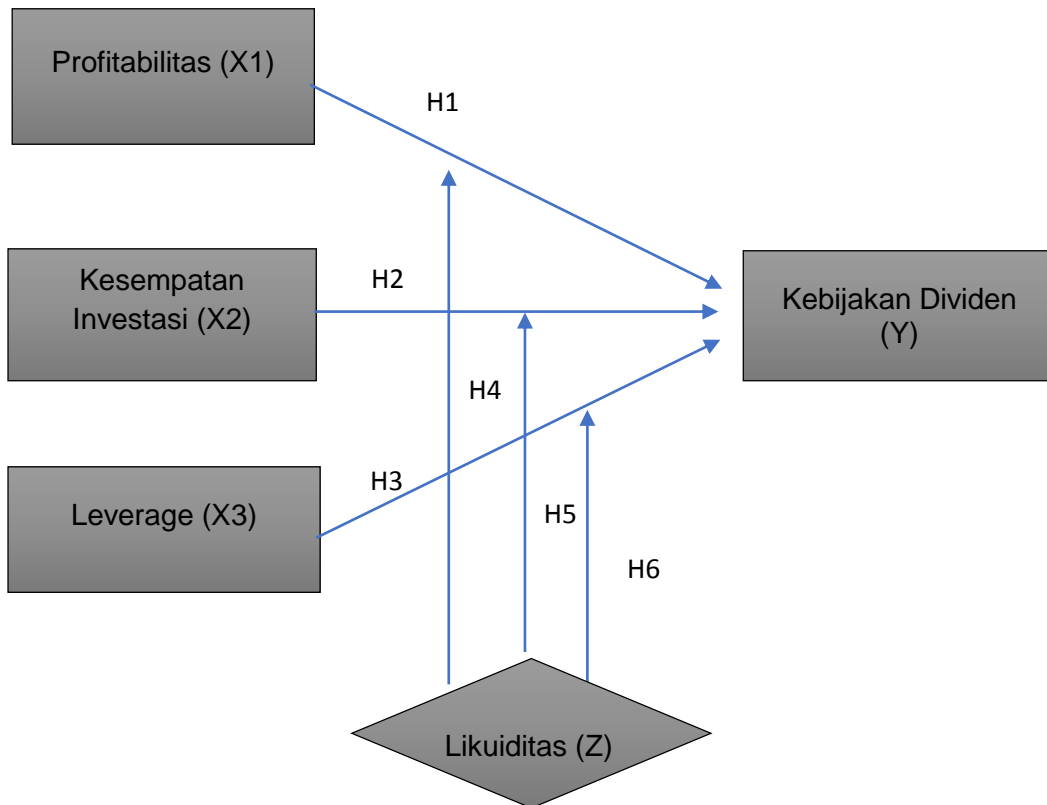 Profitabilitas (X1)
H1
Kesempatan
Investasi (X2)
H2
Kebijakan Dividen
(Y)
H4
Leverage (X3)
H3
H5
H6
Likuiditas (Z)